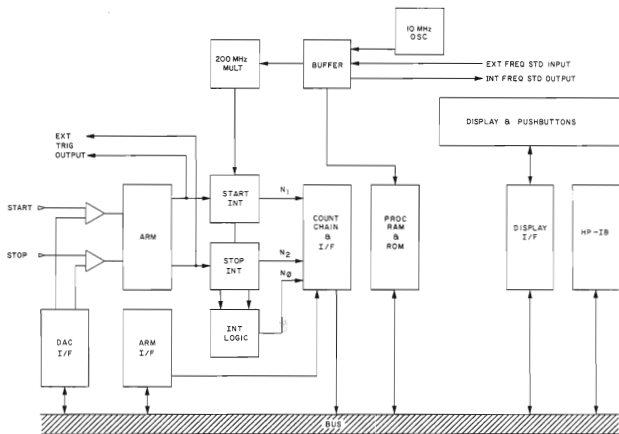 10 MHz
OSC
200 MHz
MULT
BUFFER
EXT FREQ STD INPUT
INT FREQ STD OUTPUT
DISPLAY & PUSHBUTTONS
EXT
TRIG
OUTPUT
START
STOP
ARM
START
INT
STOP
INT
N1
N2
NØ
COUNT
CHAIN
&
I/F
PROC
RAM
&
ROM
DISPLAY
I/F
HP-IB
DAC
I/F
ARM
I/F
INT
LOGIC
BUS